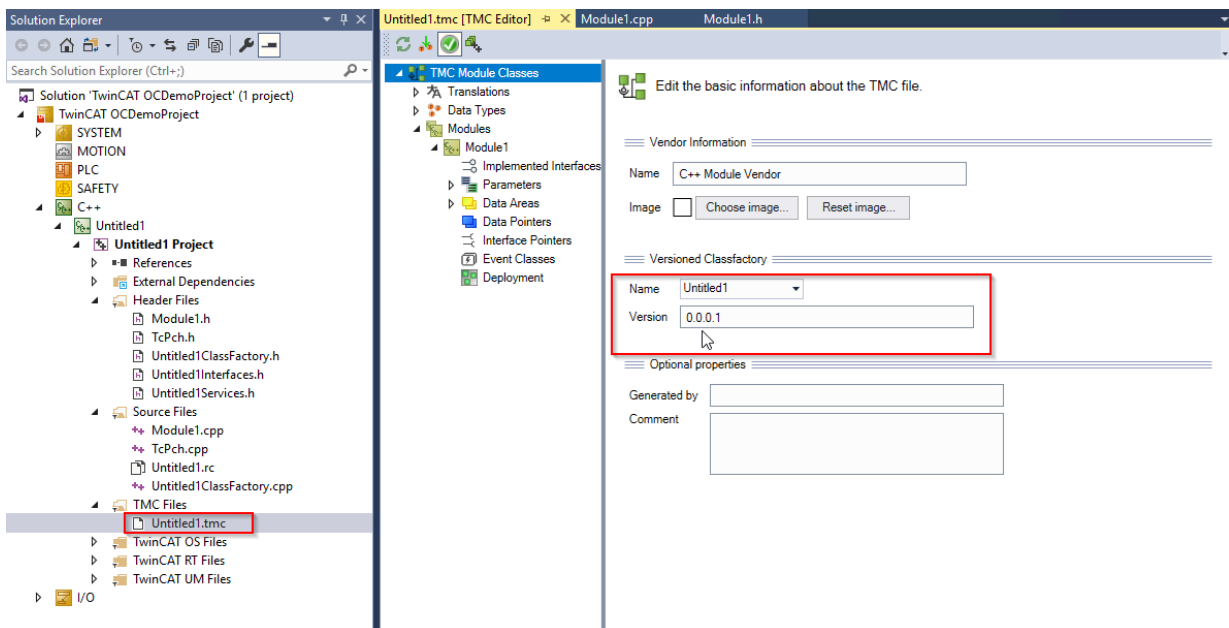 Solution Explorer
Search Solution Explorer (Ctrl+;)
Solution 'TwinCAT OCDemoProject' (1 project)
TwinCAT OCDemoProject
SYSTEM
MOTION
PLC
SAFETY
C++
Untitled1
Untitled1 Project
References
External Dependencies
Header Files
Module1.h
TcPch.h
Untitled1ClassFactory.h
Untitled1Interfaces.h
Untitled1Services.h
Source Files
Module1.cpp
TcPch.cpp
Untitled1.rc
Untitled1ClassFactory.cpp
TMC Files
Untitled1.tmc
TwinCAT OS Files
TwinCAT RT Files
TwinCAT UM Files
I/O
Untitled1.tmc [TMC Editor]
Module1.cpp
Module1.h
TMC Module Classes
Translations
Data Types
Modules
Module1
Implemented Interfaces
Parameters
Data Areas
Data Pointers
Interface Pointers
Event Classes
Deployment
Edit the basic information about the TMC file.
Vendor Information
Name C++ Module Vendor
Image Choose image... Reset image...
Versioned Classfactory
Name Untitled1
Version 0.0.0.1
Optional properties
Generated by
Comment